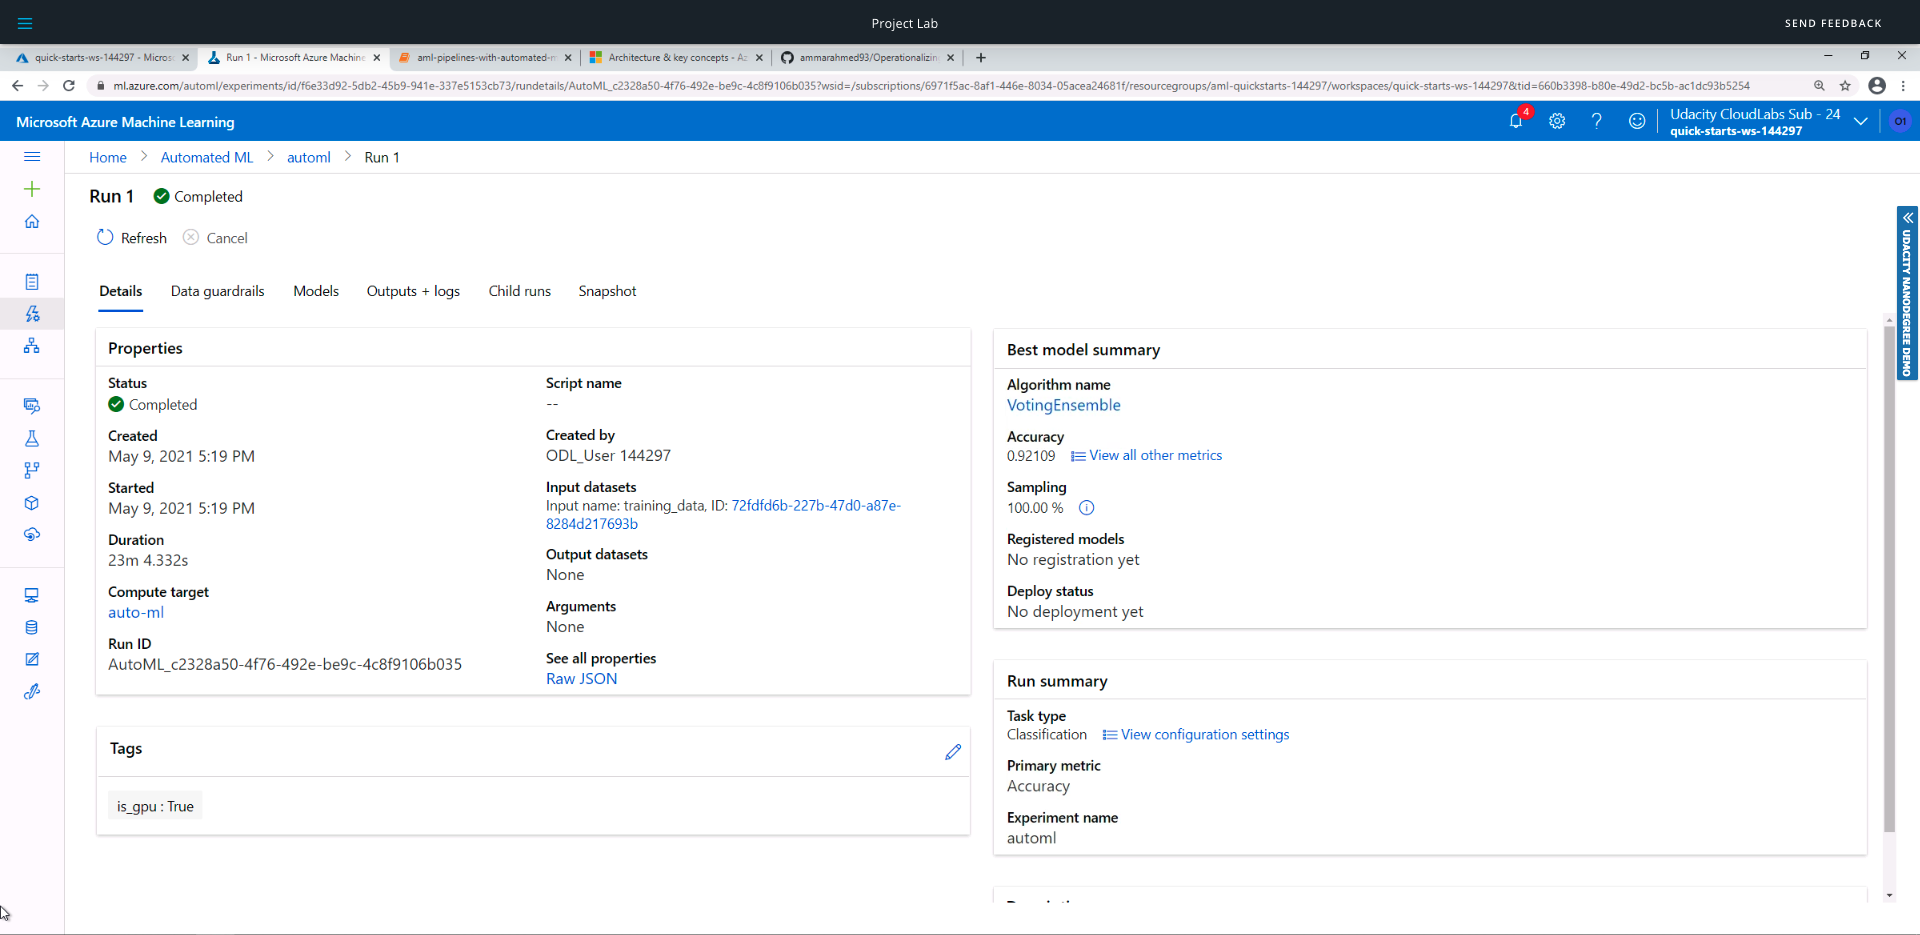 Project Lab
SEND FEEDBACK
quick-starts-ws-144297 - Micros
Run 1 - Microsoft Azure Machine
aml-pipelines-with-automated-m
Architecture & key concepts - Az
ammarahmed93/Operationalizin
ml.azure.com/automl/experiments/id/f6e33d92-5db2-45b9-941e-337e5153cb73/rundetails/AutoML_c2328a50-4f76-492e-be9c-4c8f9106b035?wsid=/subscriptions/6971f5ac-8af1-446e-8034-05acea24681f/resourcegroups/aml-quickstarts-144297/workspaces/quick-starts-ws-144297&tid=660b3398-b80e-49d2-bc5b-ac1dc93b5254
Microsoft Azure Machine Learning
4
Udacity CloudLabs Sub - 24
quick-starts-ws-144297
O1
Home > Automated ML > automl > Run 1
Run 1 Completed
Refresh Cancel
Details Data guardrails Models Outputs + logs Child runs Snapshot
UDACITY NANODEGREE DEMO
Properties
Status
Completed
Created
May 9, 2021 5:19 PM
Started
May 9, 2021 5:19 PM
Duration
23m 4.332s
Compute target
auto-ml
Run ID
AutoML_c2328a50-4f76-492e-be9c-4c8f9106b035
Script name
--
Created by
ODL_User 144297
Input datasets
Input name: training_data, ID: 72fdfd6b-227b-47d0-a87e-
8284d217693b
Output datasets
None
Arguments
None
See all properties
Raw JSON
Tags
is_gpu : True
Best model summary
Algorithm name
VotingEnsemble
Accuracy
0.92109 View all other metrics
Sampling
100.00 %
Registered models
No registration yet
Deploy status
No deployment yet
Run summary
Task type
Classification View configuration settings
Primary metric
Accuracy
Experiment name
automl